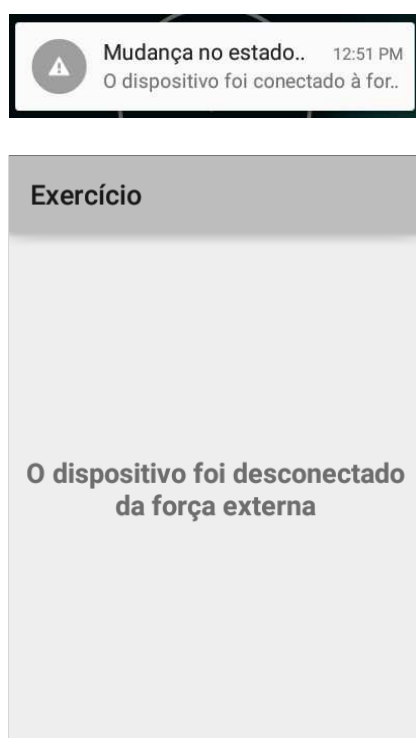 Mudança no estado.. 12:51 PM
O dispositivo foi conectado à for..
Exercício
O dispositivo foi desconectado
da força externa